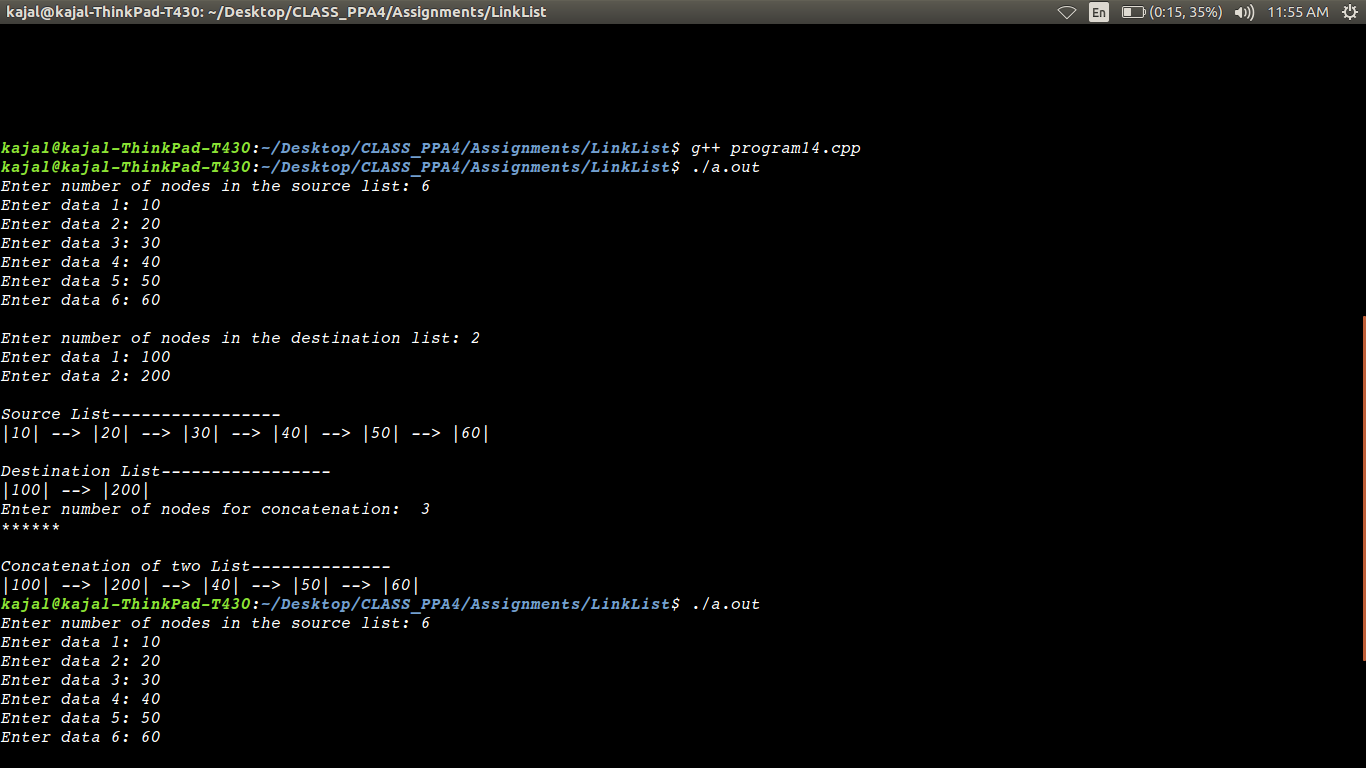 kajal@kajal-ThinkPad-T430: ~/Desktop/CLASS_PPA4/Assignments/LinkList En (0:15, 35%) 11:55 AM
kajal@kajal-ThinkPad-T430:~/Desktop/CLASS_PPA4/Assignments/LinkList$ g++ program14.cpp
kajal@kajal-ThinkPad-T430:~/Desktop/CLASS_PPA4/Assignments/LinkList$ ./a.out
Enter number of nodes in the source list: 6
Enter data 1: 10
Enter data 2: 20
Enter data 3: 30
Enter data 4: 40
Enter data 5: 50
Enter data 6: 60
Enter number of nodes in the destination list: 2
Enter data 1: 100
Enter data 2: 200
Source List-----------------
|10| --> |20| --> |30| --> |40| --> |50| --> |60|
Destination List-----------------
|100| --> |200|
Enter number of nodes for concatenation:  3
******
Concatenation of two List--------------
|100| --> |200| --> |40| --> |50| --> |60|
kajal@kajal-ThinkPad-T430:~/Desktop/CLASS_PPA4/Assignments/LinkList$ ./a.out
Enter number of nodes in the source list: 6
Enter data 1: 10
Enter data 2: 20
Enter data 3: 30
Enter data 4: 40
Enter data 5: 50
Enter data 6: 60